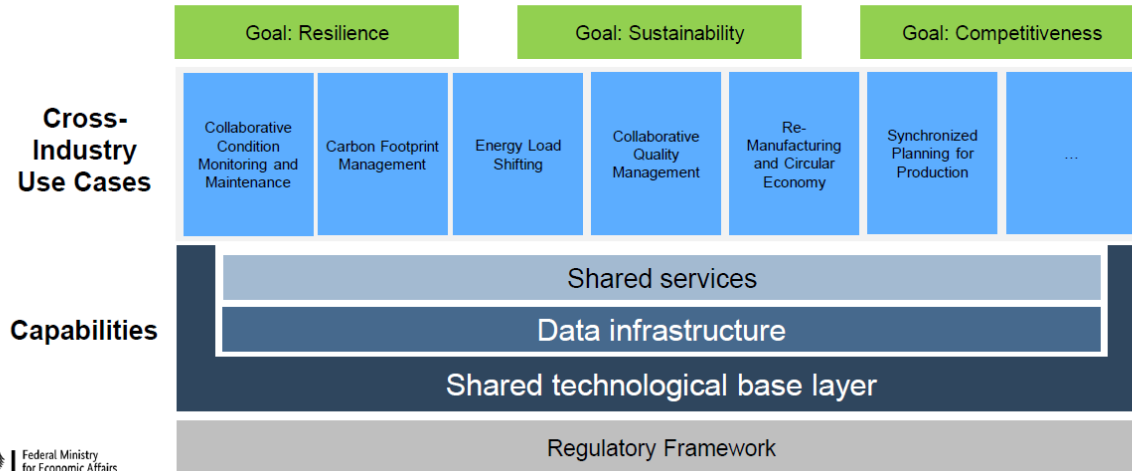 Goal: Resilience
Goal: Sustainability
Goal: Competitiveness
Cross-
Industry
Use Cases
Collaborative
Condition
Monitoring and
Maintenance
Carbon Footprint
Management
Energy Load
Shifting
Collaborative
Quality
Management
Re-
Manufacturing
and Circular
Economy
Synchronized
Planning for
Production
...
Capabilities
Shared services
Data infrastructure
Shared technological base layer
Regulatory Framework
Federal Ministry
for Economic Affairs